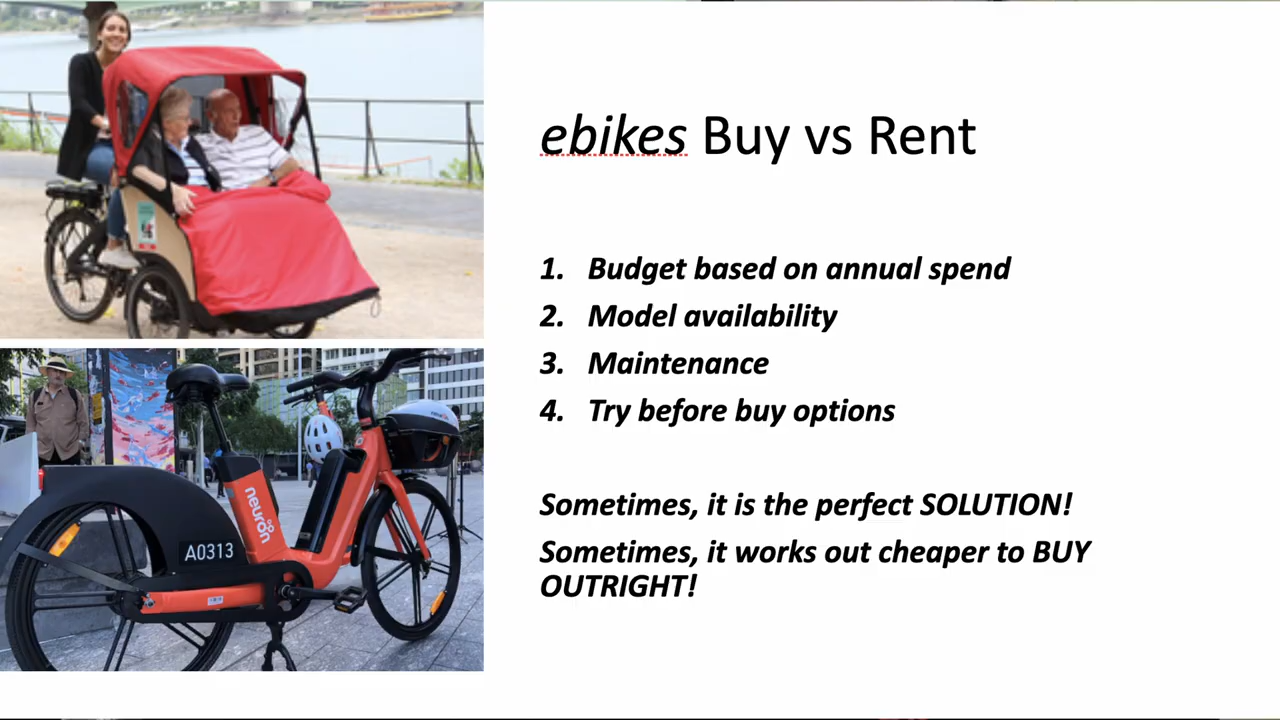 ebikes Buy vs Rent
1. Budget based on annual spend
2. Model availability
3. Maintenance
4. Try before buy options
Sometimes, it is the perfect SOLUTION!
Sometimes, it works out cheaper to BUY
OUTRIGHT!
neuron
A0313